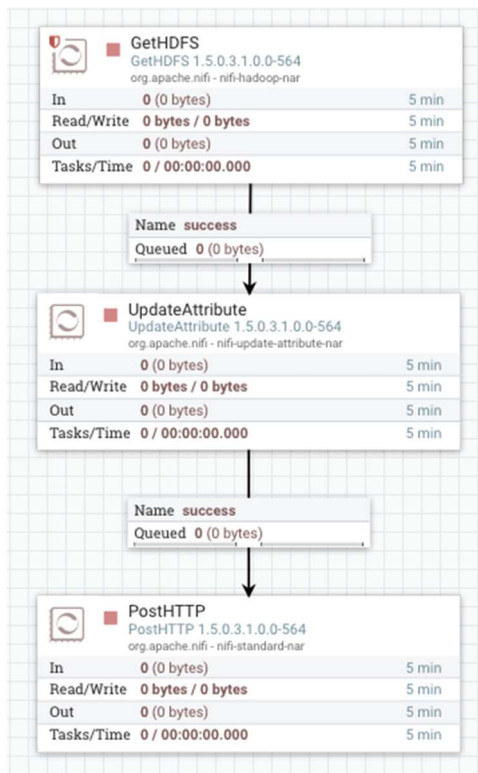 GetHDFS
GetHDFS 1.5.0.3.1.0.0-564
org.apache.nifi - nifi-hadoop-nar
In 0 (0 bytes) 5 min
Read/Write 0 bytes / 0 bytes 5 min
Out 0 (0 bytes) 5 min
Tasks/Time 0 / 00:00:00.000 5 min
Name success
Queued 0 (0 bytes)
UpdateAttribute
UpdateAttribute 1.5.0.3.1.0.0-564
org.apache.nifi - nifi-update-attribute-nar
In 0 (0 bytes) 5 min
Read/Write 0 bytes / 0 bytes 5 min
Out 0 (0 bytes) 5 min
Tasks/Time 0 / 00:00:00.000 5 min
Name success
Queued 0 (0 bytes)
PostHTTP
PostHTTP 1.5.0.3.1.0.0-564
org.apache.nifi - nifi-standard-nar
In 0 (0 bytes) 5 min
Read/Write 0 bytes / 0 bytes 5 min
Out 0 (0 bytes) 5 min
Tasks/Time 0 / 00:00:00.000 5 min